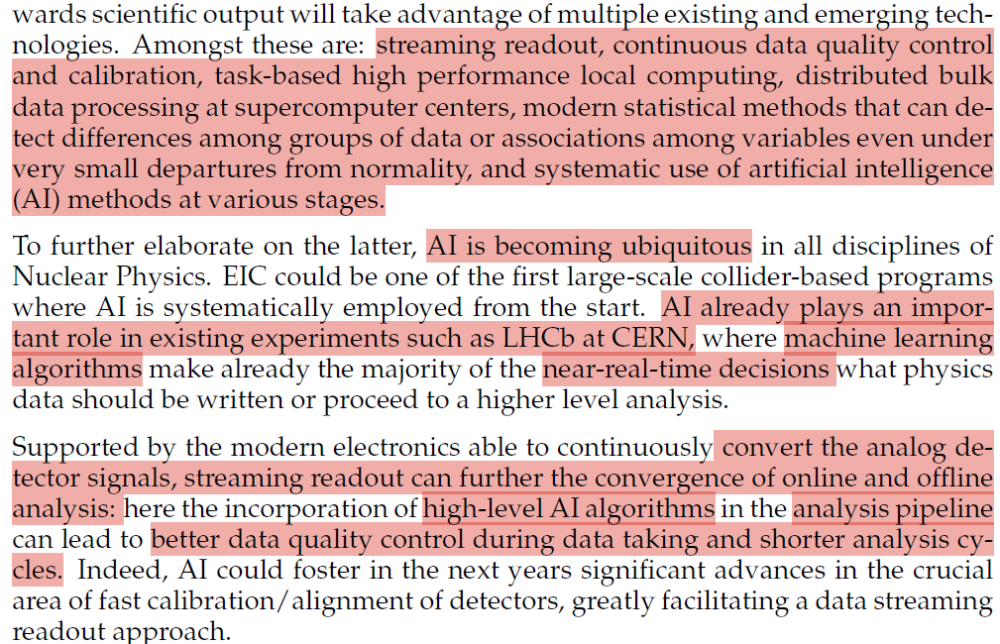 wards scientific output will take advantage of multiple existing and emerging tech-
nologies. Amongst these are: streaming readout, continuous data quality control
and calibration, task-based high performance local computing, distributed bulk
data processing at supercomputer centers, modern statistical methods that can de-
tect differences among groups of data or associations among variables even under
very small departures from normality, and systematic use of artificial intelligence
(AI) methods at various stages.
To further elaborate on the latter, AI is becoming ubiquitous in all disciplines of
Nuclear Physics. EIC could be one of the first large-scale collider-based programs
where AI is systematically employed from the start. AI already plays an impor-
tant role in existing experiments such as LHCb at CERN, where machine learning
algorithms make already the majority of the near-real-time decisions what physics
data should be written or proceed to a higher level analysis.
Supported by the modern electronics able to continuously convert the analog de-
tector signals, streaming readout can further the convergence of online and offline
analysis: here the incorporation of high-level AI algorithms in the analysis pipeline
can lead to better data quality control during data taking and shorter analysis cy-
cles. Indeed, AI could foster in the next years significant advances in the crucial
area of fast calibration/alignment of detectors, greatly facilitating a data streaming
readout approach.